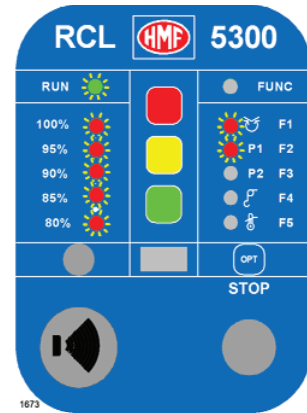 RCL HMF 5300
RUN FUNC
100% F1
95% P1 F2
90% P2 F3
85% F4
80% F5
OPT
STOP
1673